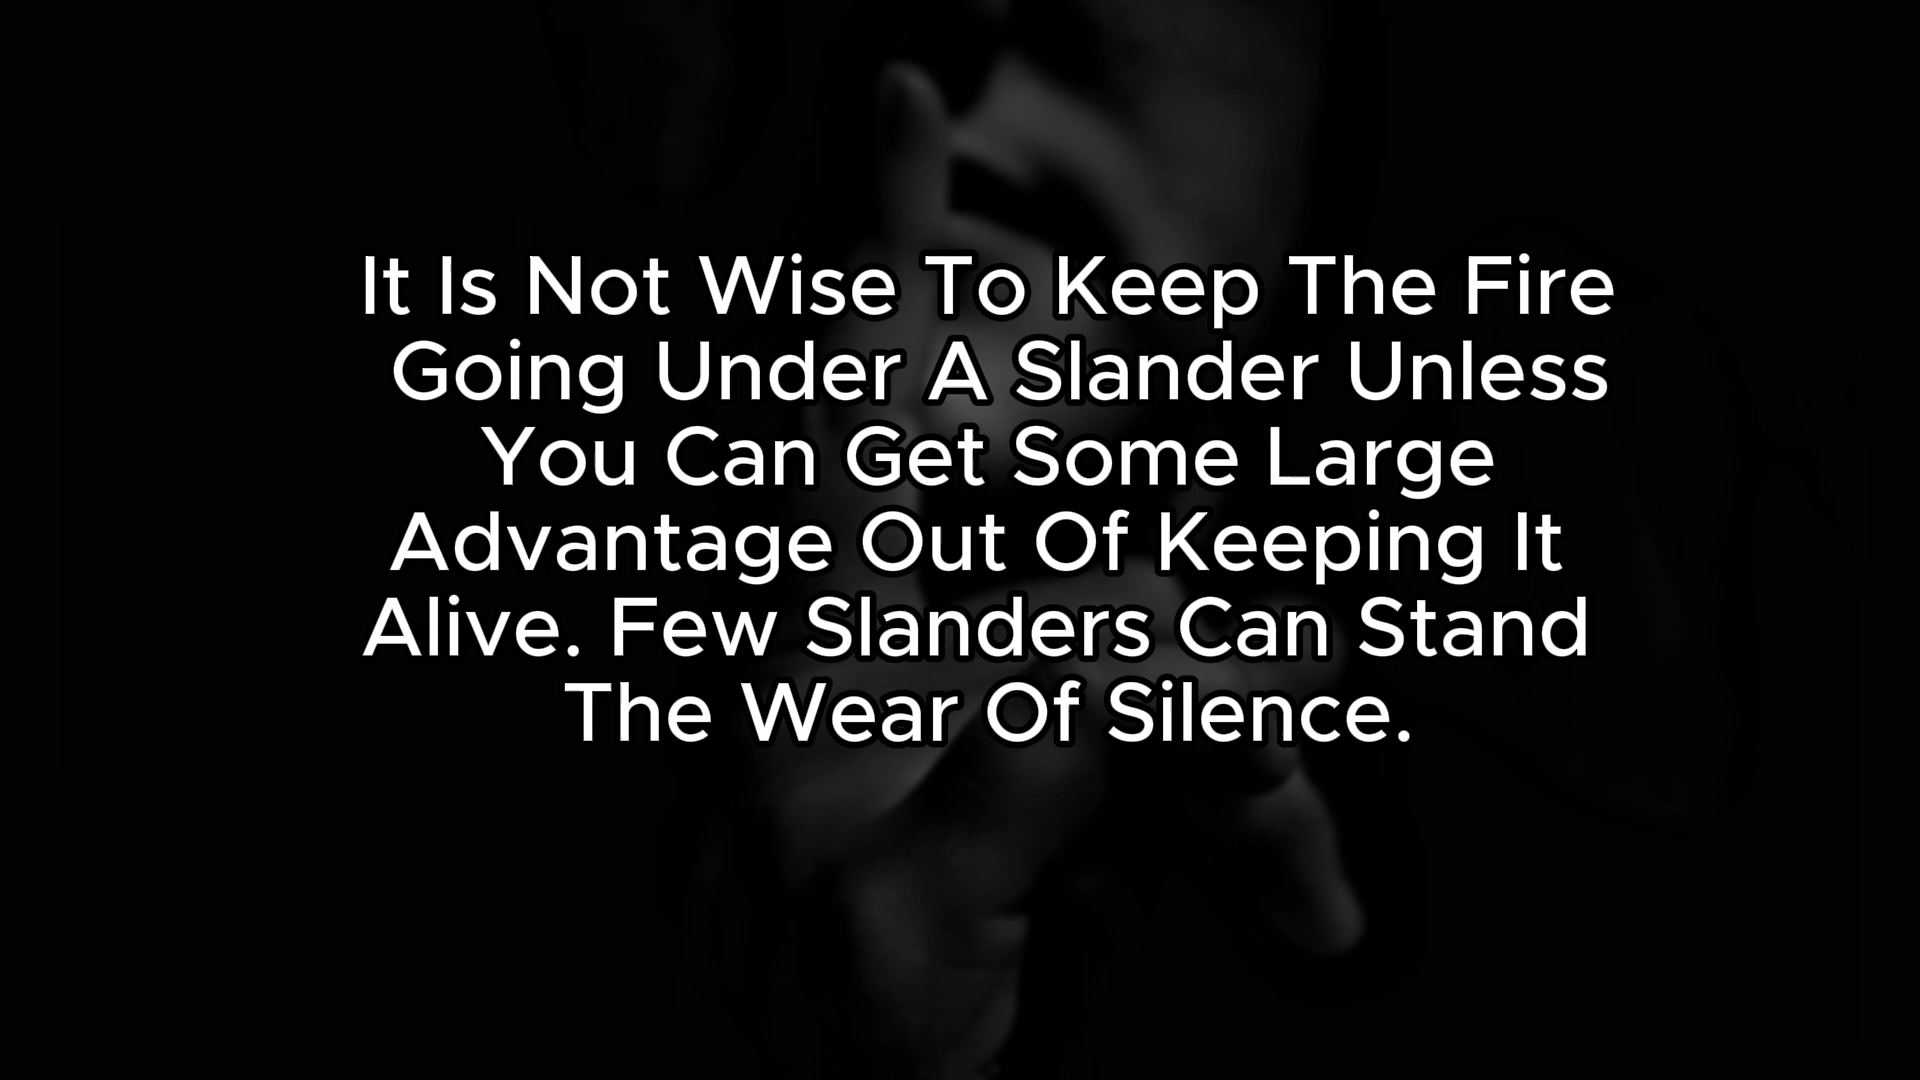 It Is Not Wise To Keep The Fire
Going Under A Slander Unless
You Can Get Some Large
Advantage Out Of Keeping It
Alive. Few Slanders Can Stand
The Wear Of Silence.